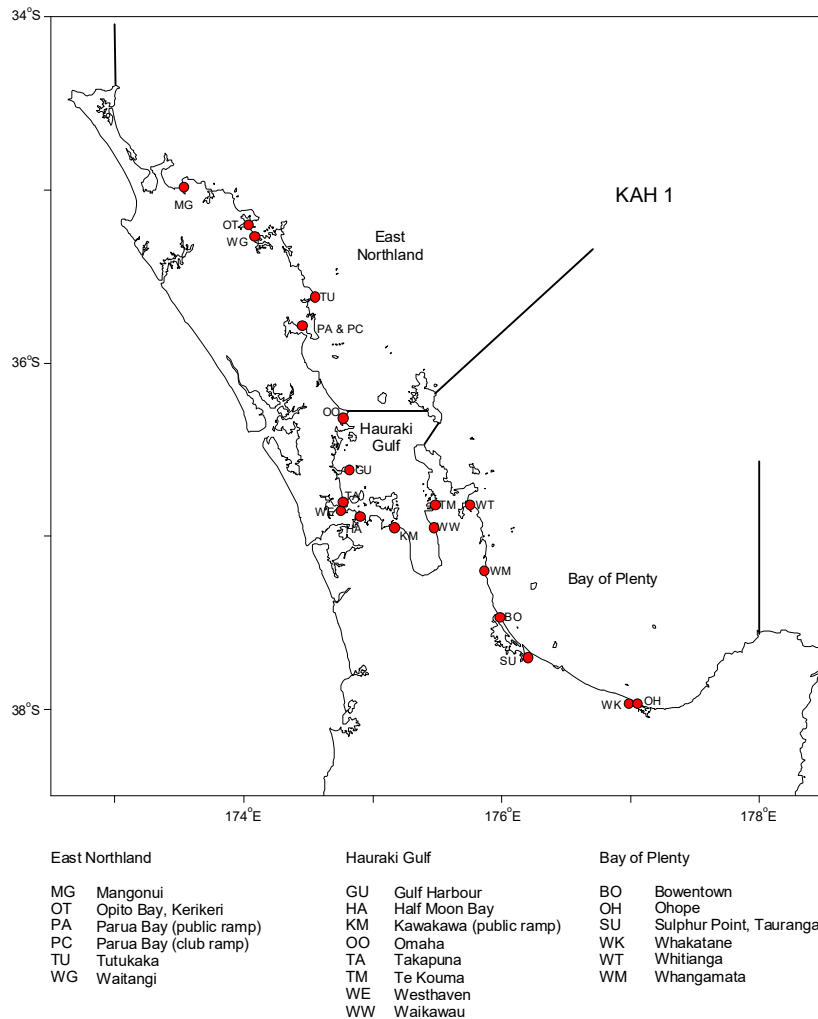 34°S
KAH 1
MG
OT
WG
East
Northland
TU
PA & PC
36°S
OO
Hauraki
Gulf
GU
TA
WE
HA
KM
TM
WT
WW
WM
Bay of Plenty
BO
SU
WK
OH
38°S
174°E
176°E
178°E
East Northland
MG Mangonui
OT Opito Bay, Kerikeri
PA Parua Bay (public ramp)
PC Parua Bay (club ramp)
TU Tutukaka
WG Waitangi
Hauraki Gulf
GU Gulf Harbour
HA Half Moon Bay
KM Kawakawa (public ramp)
OO Omaha
TA Takapuna
TM Te Kouma
WE Westhaven
WW Waikawau
Bay of Plenty
BO Bowentown
OH Ohope
SU Sulphur Point, Tauranga
WK Whakatane
WT Whitianga
WM Whangamata